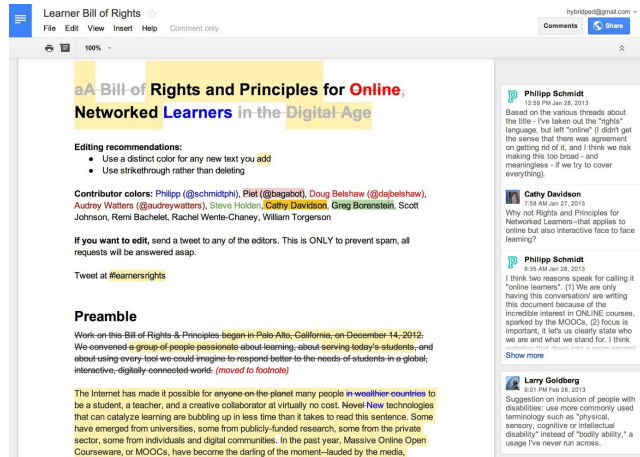 Learner Bill of Rights
hybridped@gmail.com
File Edit View Insert Help Comment only
Comments Share
100%
aA Bill of Rights and Principles for Online,
Networked Learners in the Digital Age
Editing recommendations:
● Use a distinct color for any new text you add
● Use strikethrough rather than deleting
Contributor colors: Philipp (@schmidtphi), Piet (@bagabot), Doug Belshaw (@dajbelshaw),
Audrey Watters (@audreywatters), Steve Holden, Cathy Davidson, Greg Borenstein, Scott
Johnson, Remi Bachelet, Rachel Wente-Chaney, William Torgerson
If you want to edit, send a tweet to any of the editors. This is ONLY to prevent spam, all
requests will be answered asap.
Tweet at #learnersrights
Preamble
Work on this Bill of Rights & Principles began in Palo Alto, California, on December 14, 2012.
We convened a group of people passionate about learning, about serving today's students, and
about using every tool we could imagine to respond better to the needs of students in a global,
interactive, digitally connected world. (moved to footnote)
The Internet has made it possible for anyone on the planet many people in wealthier countries to
be a student, a teacher, and a creative collaborator at virtually no cost. Novel New technologies
that can catalyze learning are bubbling up in less time than it takes to read this sentence. Some
have emerged from universities, some from publicly-funded research, some from the private
sector, some from individuals and digital communities. In the past year, Massive Online Open
Courseware, or MOOCs, have become the darling of the moment--lauded by the media,
Philipp Schmidt
12:59 PM Jan 26, 2013
Based on the various threads about
the title - I've taken out the "rights"
language, but left "online" (I didn't get
the sense that there was agreement
on getting rid of it, and I think we risk
making this too broad - and
meaningless - if we try to cover
everything).
Cathy Davidson
7:58 AM Jan 27, 2013
Why not Rights and Principles for
Networked Learners--that applies to
online but also interactive face to face
learning?
Philipp Schmidt
8:35 AM Jan 28, 2013
I think two reasons speak for calling it
"online learners". (1) We are only
having this conversation/ are writing
this document because of the
incredible interest in ONLINE courses,
sparked by the MOOCs, (2) focus is
important, it let's us clearly state who
we are and what we stand for. I think
Show more
Larry Goldberg
6:01 PM Feb 26, 2013
Suggestion on inclusion of people with
disabilities: use more commonly used
terminology such as "physical,
sensory, cognitive or intellectual
disability" instead of "bodily ability," a
usage I've never run across.